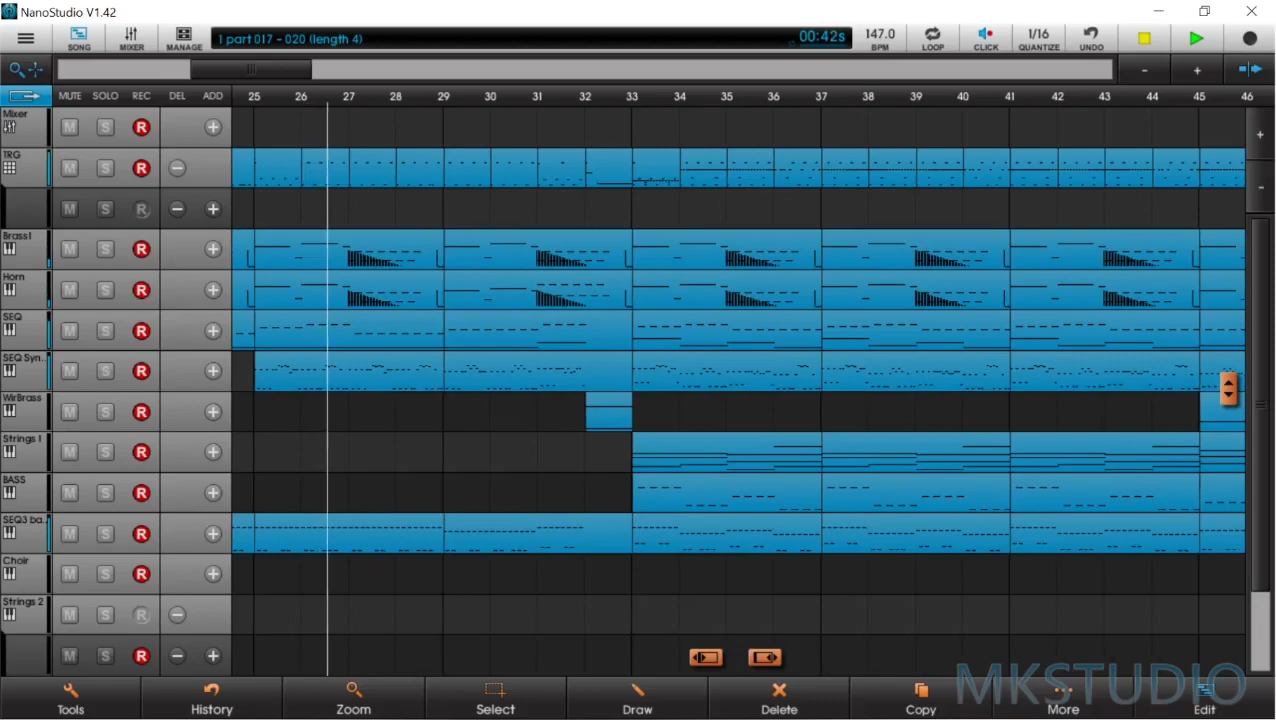 NanoStudio V1.42
SONG MIXER MANAGE 1 part 017 - 020 (length 4) 00:42s 147.0 BPM LOOP CLICK 1/16 QUANTIZE UNDO
- +
MUTE SOLO REC DEL ADD 25 26 27 28 29 30 31 32 33 34 35 36 37 38 39 40 41 42 43 44 45 46
Mixer M S R +
TRG M S R -
M S R - +
Brass1 M S R +
Horn M S R +
SEQ M S R +
SEQ Syn.. M S R +
WirBrass M S R +
Strings 1 M S R +
BASS M S R +
SEQ3 ba.. M S R +
Choir M S R +
Strings 2 M S R -
M S R - +
MKSTUDIO
Tools History Zoom Select Draw Delete Copy More Edit